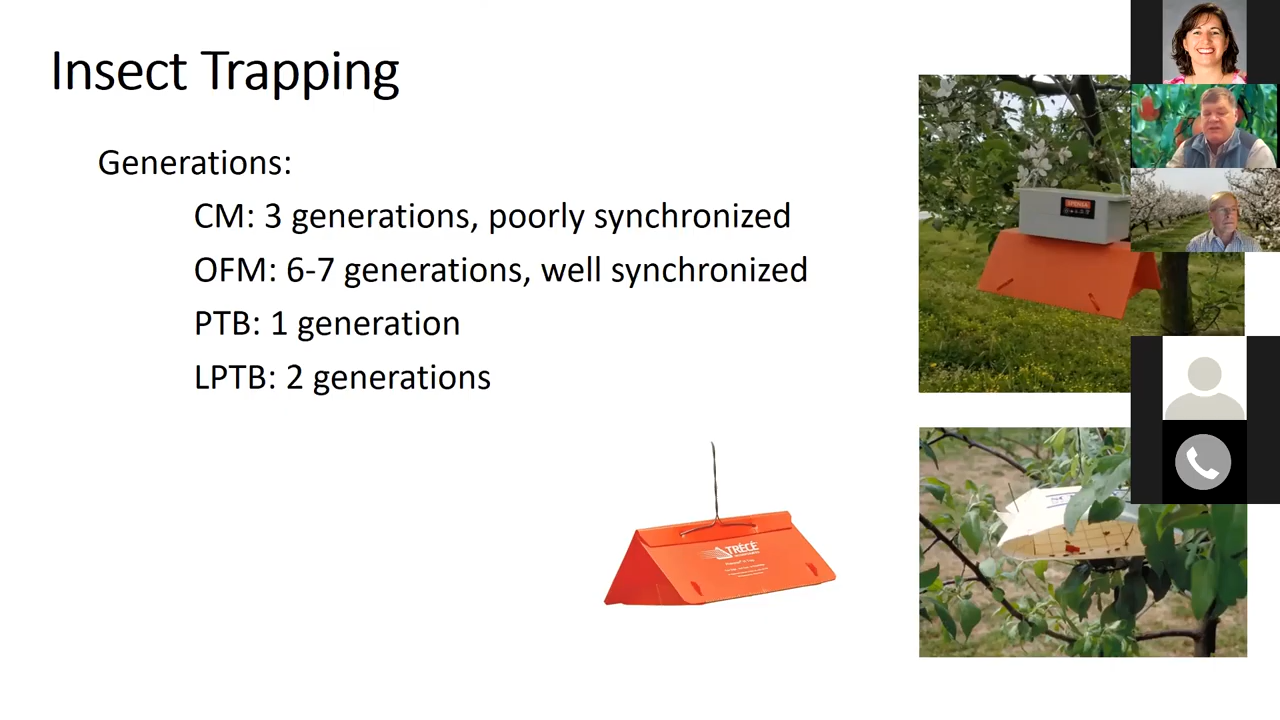 Insect Trapping
Generations:
CM: 3 generations, poorly synchronized
OFM: 6-7 generations, well synchronized
PTB: 1 generation
LPTB: 2 generations
TRÉCÉ